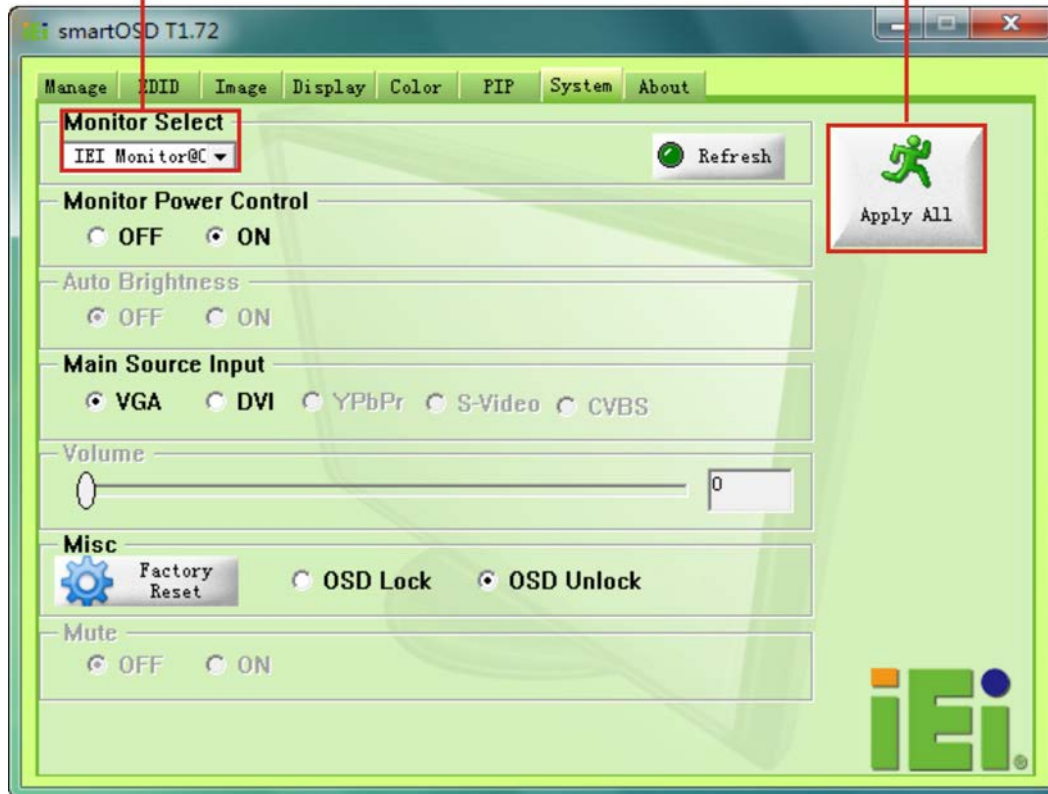 iEi smartOSD T1.72
Manage EDID Image Display Color PIP System About
Monitor Select
IEI Monitor@C
Refresh
Apply All
Monitor Power Control
OFF ON
Auto Brightness
OFF ON
Main Source Input
VGA DVI YPbPr S-Video CVBS
Volume
0
Misc
Factory
Reset
OSD Lock OSD Unlock
Mute
OFF ON
iEi®